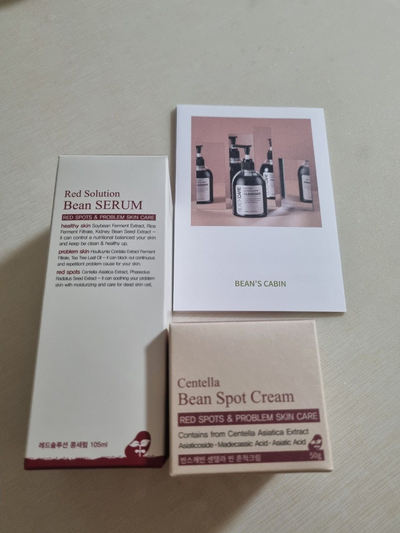 Red Solution
Bean SERUM
RED SPOTS & PROBLEM SKIN CARE
healthy skin Soybean Ferment Extract, Rice
Ferment Filtrate, Kidney Bean Seed Extract –
it can control a nutritional balanced your skin
and keep be clean & healthy up.
problem skin Houttuynia Cordata Extract Ferment
Filtrate, Tea Tree Leaf Oil – it can block out continuous
and repetition problem cause for your skin.
red spots Centella Asiatica Extract, Phaseolus
Radiatus Seed Extract – it can soothing your problem
skin with moisturizing and care for dead skin cell.
레드솔루션 콩세럼 105ml
BEAN'S CABIN
Centella
Bean Spot Cream
RED SPOTS & PROBLEM SKIN CARE
Contains from Centella Asiatica Extract
Asiaticoside · Madecassic Acid · Asiatic Acid
빈스캐빈 센텔라 빈 흔적크림
50g